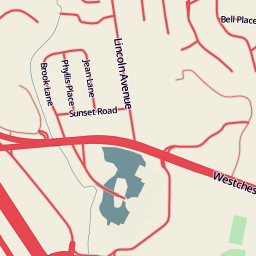 Bell Place
Lincoln Avenue
Jean Lane
Phyllis Place
Brook Lane
Sunset Road
Westches